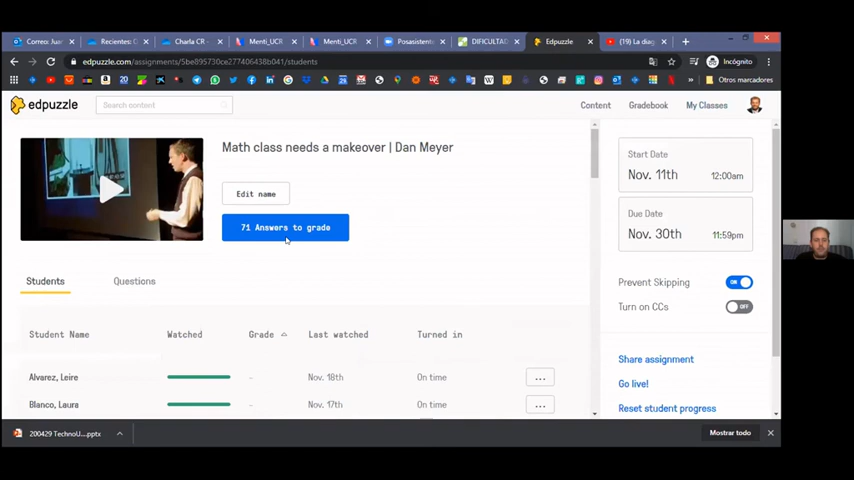 Correo: Juar
Recientes: C
Charla CR -
Menti_UCR
Menti_UCR
Posasistente
DIFICULTAD
Edpuzzle
(19) La diag
edpuzzle.com/assignments/5be895730ce277406438b041/students
Incógnito
Otros marcadores
edpuzzle
Search content
Content
Gradebook
My Classes
Math class needs a makeover | Dan Meyer
Edit name
71 Answers to grade
Start Date
Nov. 11th
12:00am
Due Date
Nov. 30th
11:59pm
Prevent Skipping
ON
Turn on CCs
OFF
Students
Questions
Student Name
Watched
Grade
Last watched
Turned in
Alvarez, Leire
–
Nov. 18th
On time
...
Blanco, Laura
–
Nov. 17th
On time
...
Share assignment
Go live!
Reset student progress
200429 TechnoU....pptx
Mostrar todo